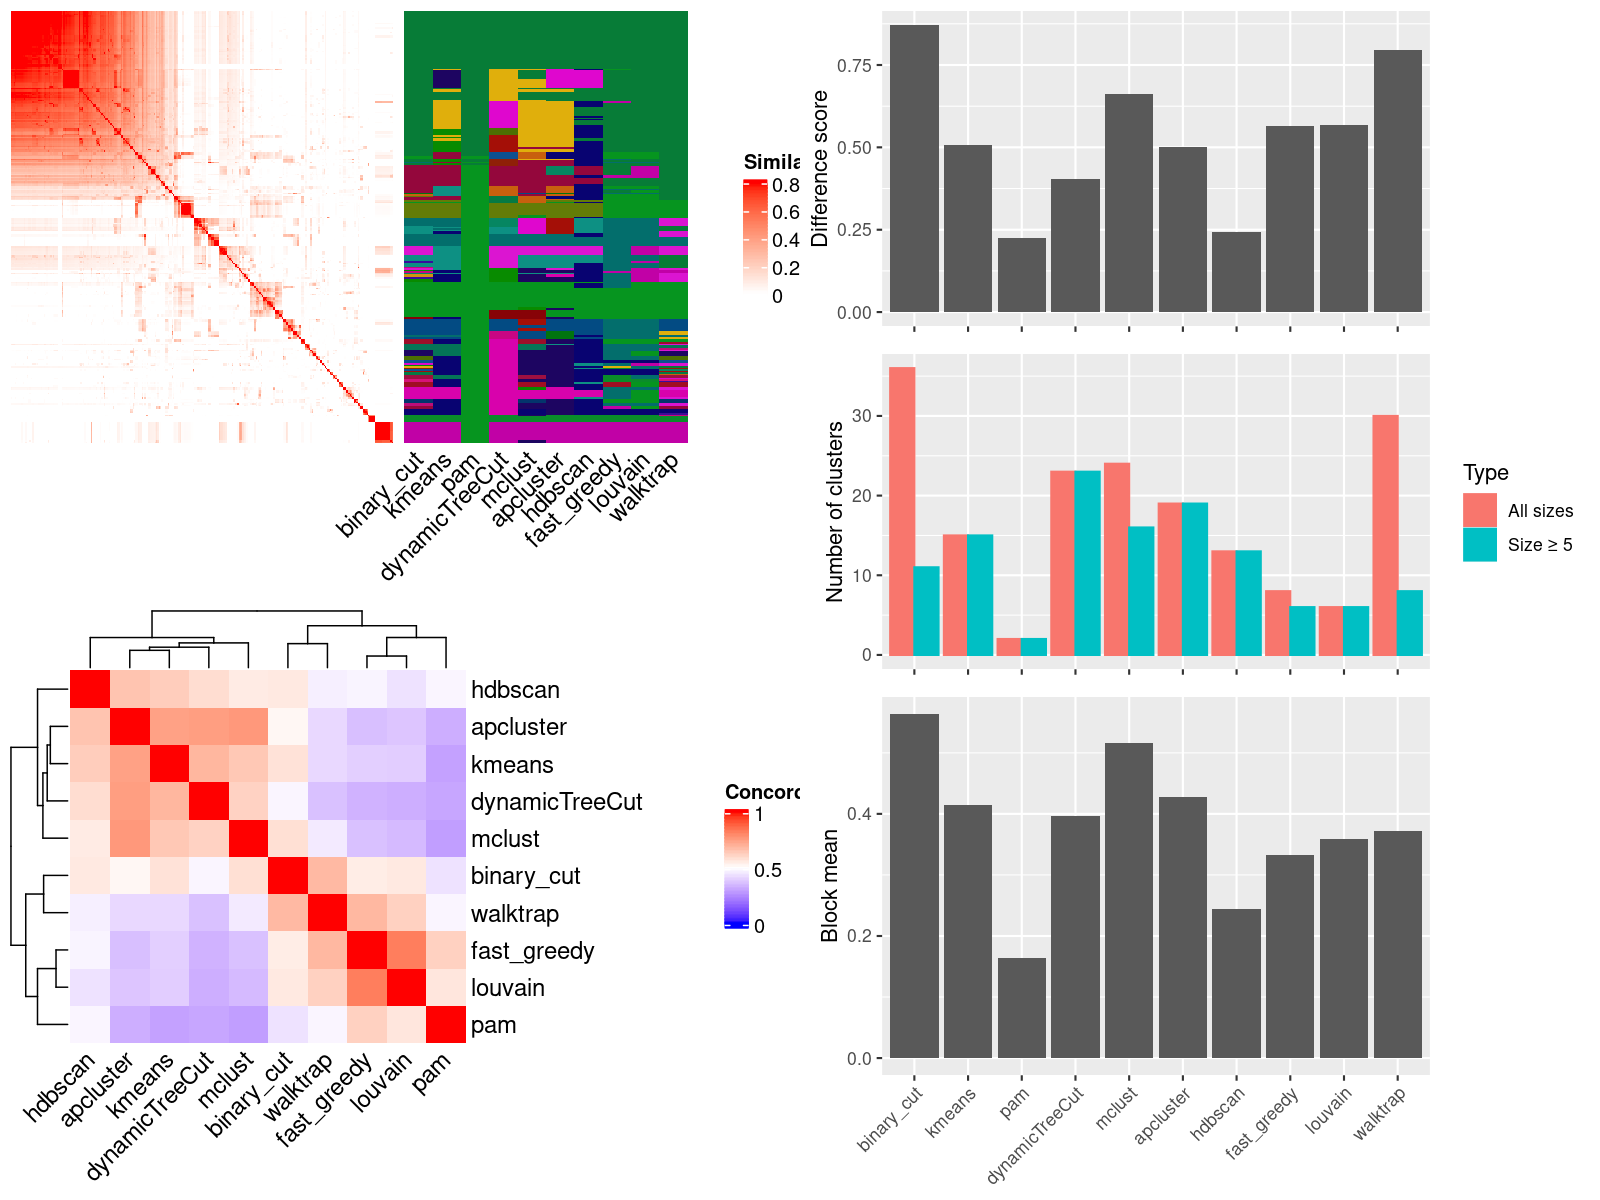 Simila
0.8
0.6
0.4
0.2
0
binary_cut
kmeans
pam
dynamicTreeCut
mclust
apcluster
hdbscan
fast_greedy
louvain
walktrap
Difference score
0.75
0.50
0.25
0.00
Number of clusters
30
20
10
0
Type
All sizes
Size ≥ 5
hdbscan
apcluster
kmeans
dynamicTreeCut
mclust
binary_cut
walktrap
fast_greedy
louvain
pam
hdbscan
apcluster
kmeans
dynamicTreeCut
mclust
binary_cut
walktrap
fast_greedy
louvain
pam
Concord
1
0.5
0
Block mean
0.4
0.2
0.0
binary_cut
kmeans
pam
dynamicTreeCut
mclust
apcluster
hdbscan
fast_greedy
louvain
walktrap